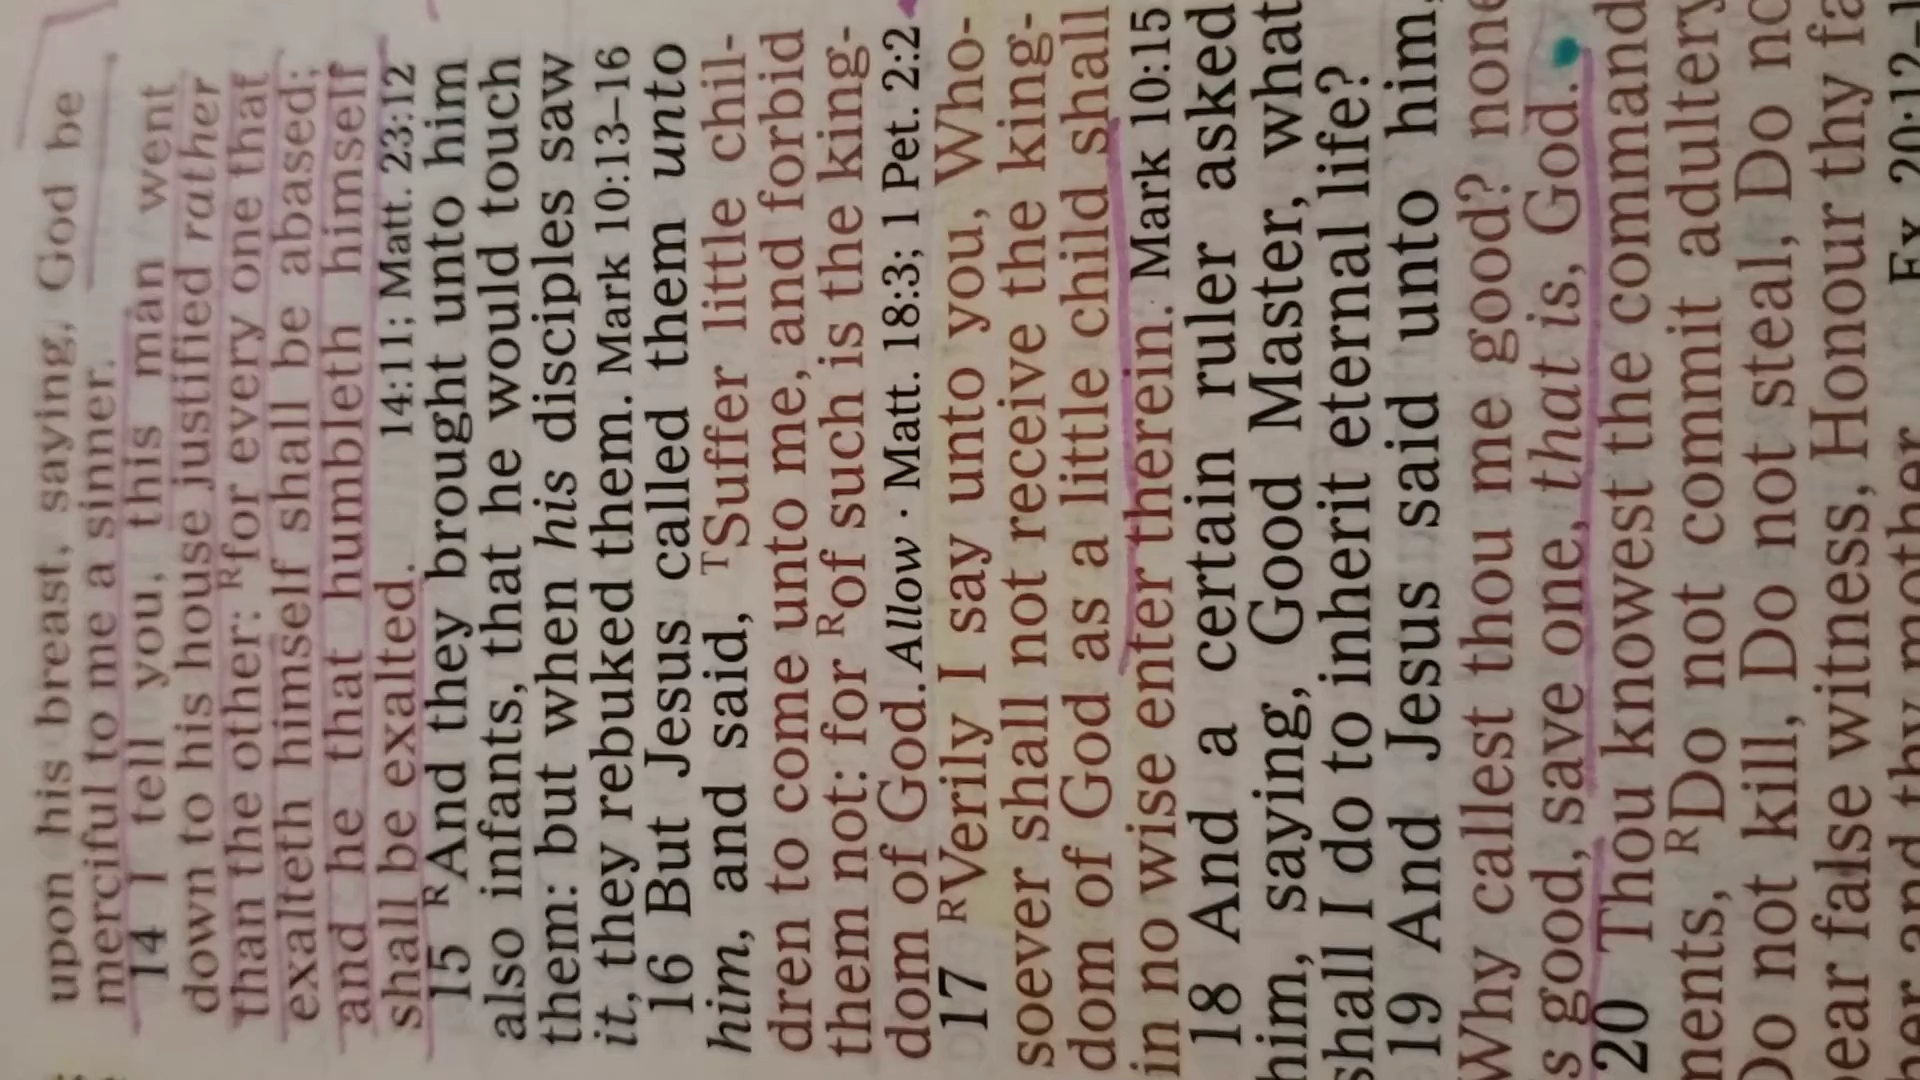 upon his breast, saying, God be
merciful to me a sinner.
14 I tell you, this man went
down to his house justified rather
than the other: Rfor every one that
exalteth himself shall be abased;
and he that humbleth himself
shall be exalted. 14:11; Matt. 23:12
15 RAnd they brought unto him
also infants, that he would touch
them: but when his disciples saw
it, they rebuked them. Mark 10:13–16
16 But Jesus called them unto
him, and said, TSuffer little chil-
dren to come unto me, and forbid
them not: for Rof such is the king-
dom of God. Allow · Matt. 18:3; 1 Pet. 2:2
17 RVerily I say unto you, Who-
soever shall not receive the king-
dom of God as a little child shall
in no wise enter therein. Mark 10:15
18 And a certain ruler asked
him, saying, Good Master, what
shall I do to inherit eternal life?
19 And Jesus said unto him,
Why callest thou me good? none
is good, save one, that is, God.
20 Thou knowest the command
ments, RDo not commit adultery
Do not kill, Do not steal, Do no
ear false witness, Honour thy fa
her and thy mother. Ex. 20:12–1